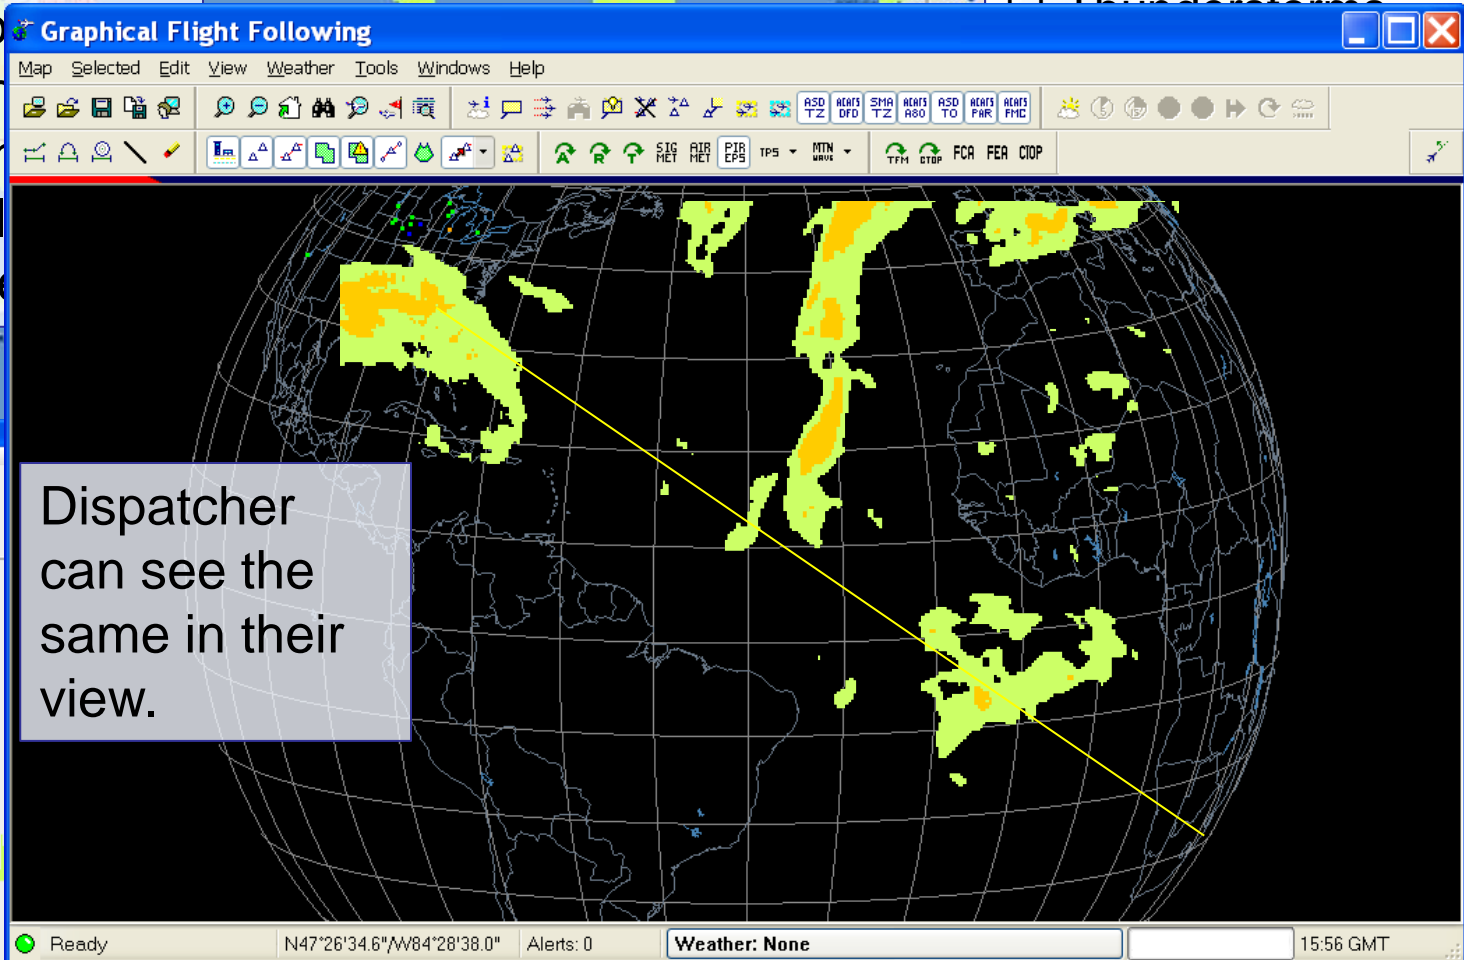 Thunderstorms
Graphical Flight Following
Map Selected Edit View Weather Tools Windows Help
ASD TZ ACARS DFD SMA TZ ACARS A80 ASD TO ACARS PAR ACARS FMC
A R T SIG MET AIR MET PIR EPS TPS MTN WAVE TFM CTOP FCA FEA CTOP
Dispatcher
can see the
same in their
view.
Ready N47°26'34.6"/W84°28'38.0" Alerts: 0 Weather: None 15:56 GMT